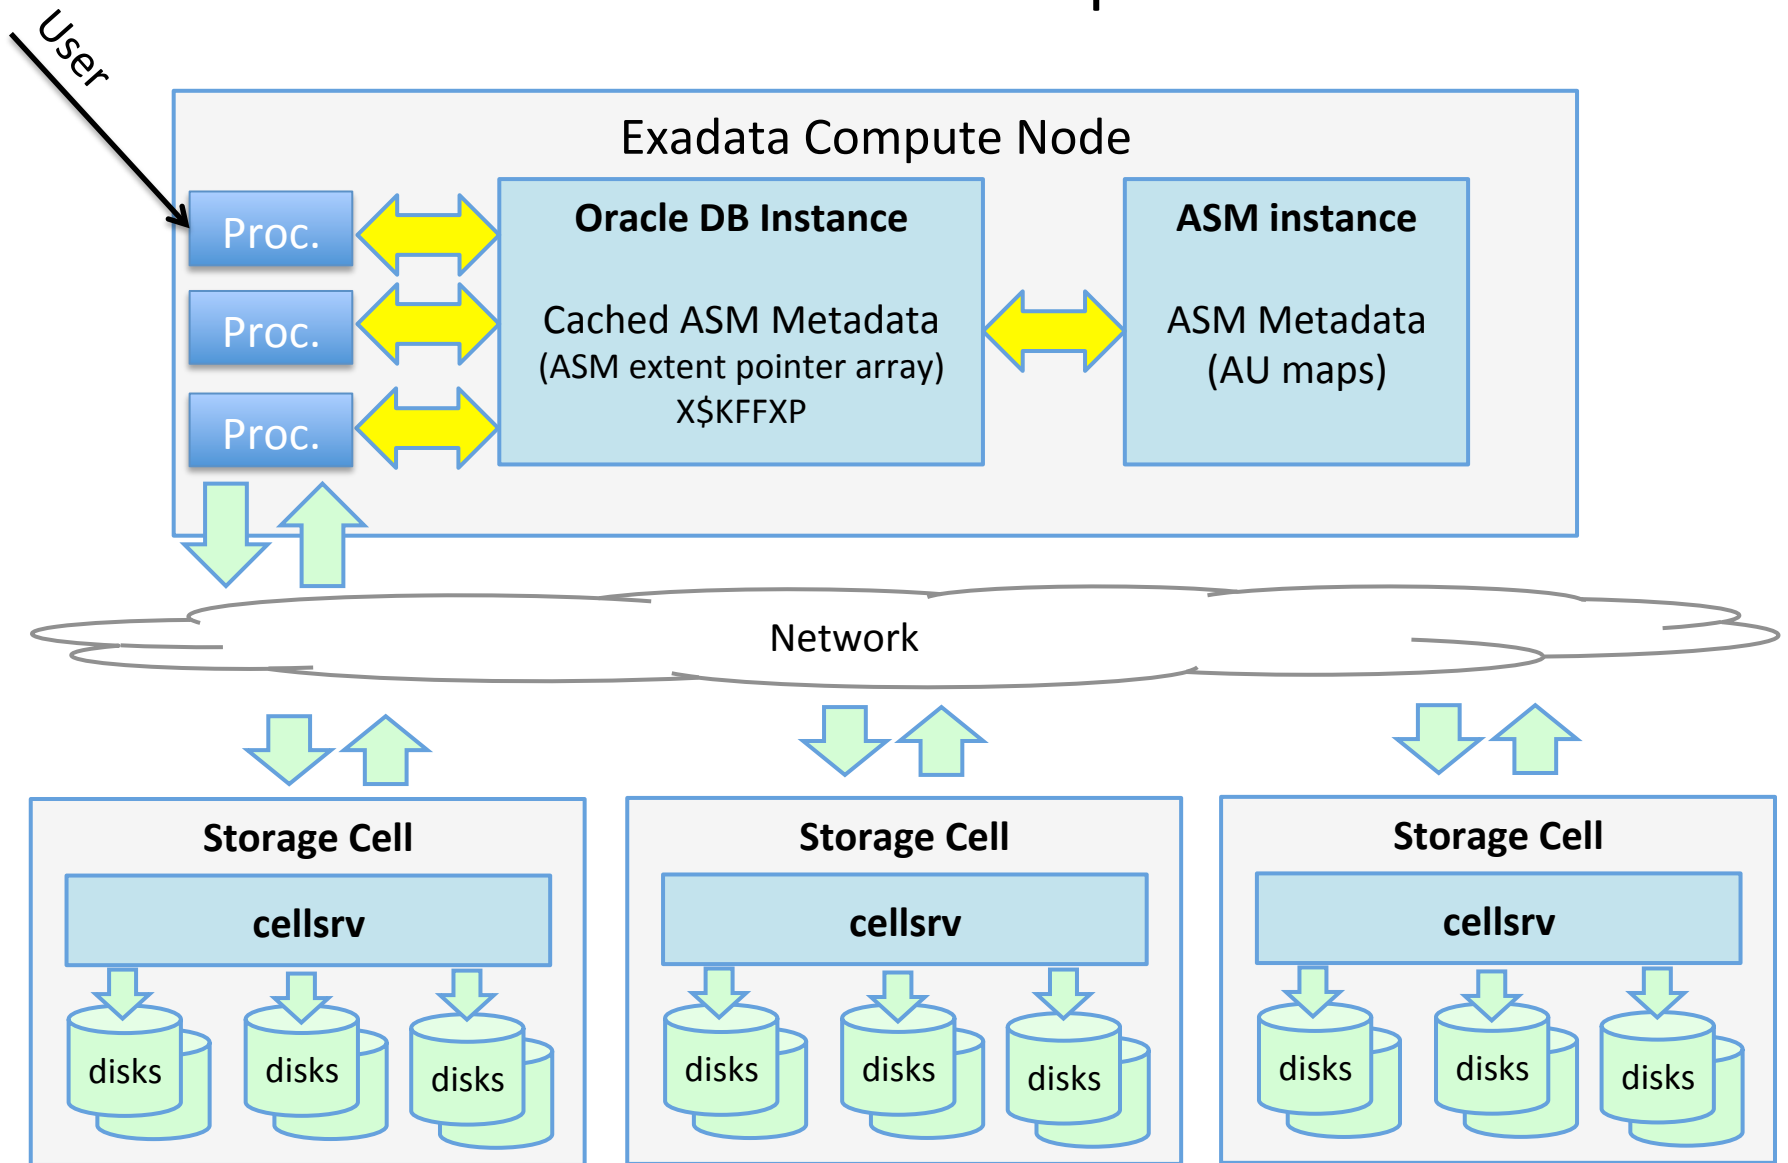 User
Exadata Compute Node
Proc.
Proc.
Proc.
Oracle DB Instance
Cached ASM Metadata
(ASM extent pointer array)
X$KFFXP
ASM instance
ASM Metadata
(AU maps)
Network
Storage Cell
cellsrv
disks
disks
disks
Storage Cell
cellsrv
disks
disks
disks
Storage Cell
cellsrv
disks
disks
disks